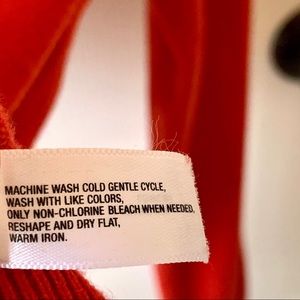 MACHINE WASH COLD GENTLE CYCLE,
WASH WITH LIKE COLORS,
ONLY NON-CHLORINE BLEACH WHEN NEEDED,
RESHAPE AND DRY FLAT,
WARM IRON.